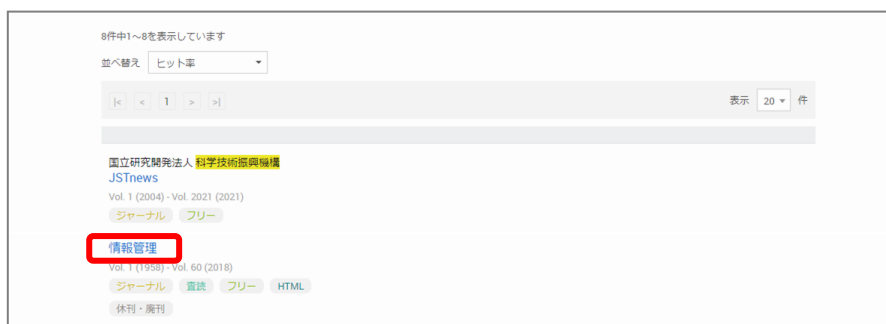 8件中1~8を表示しています
並べ替え ヒット率
|< < 1 > >| 表示 20 件
国立研究開発法人 科学技術振興機構
JSTnews
Vol. 1 (2004) - Vol. 2021 (2021)
ジャーナル フリー
情報管理
Vol. 1 (1958) - Vol. 60 (2018)
ジャーナル 査読 フリー HTML
休刊・廃刊